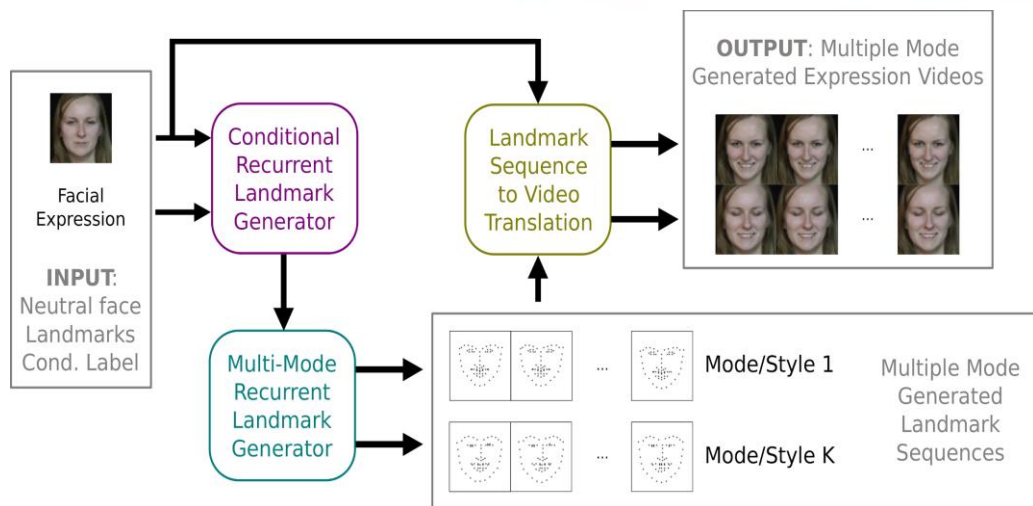 Facial
Expression
INPUT:
Neutral face
Landmarks
Cond. Label
Conditional
Recurrent
Landmark
Generator
Multi-Mode
Recurrent
Landmark
Generator
Landmark
Sequence
to Video
Translation
OUTPUT: Multiple Mode
Generated Expression Videos
...
...
... Mode/Style 1
... Mode/Style K
Multiple Mode
Generated
Landmark
Sequences